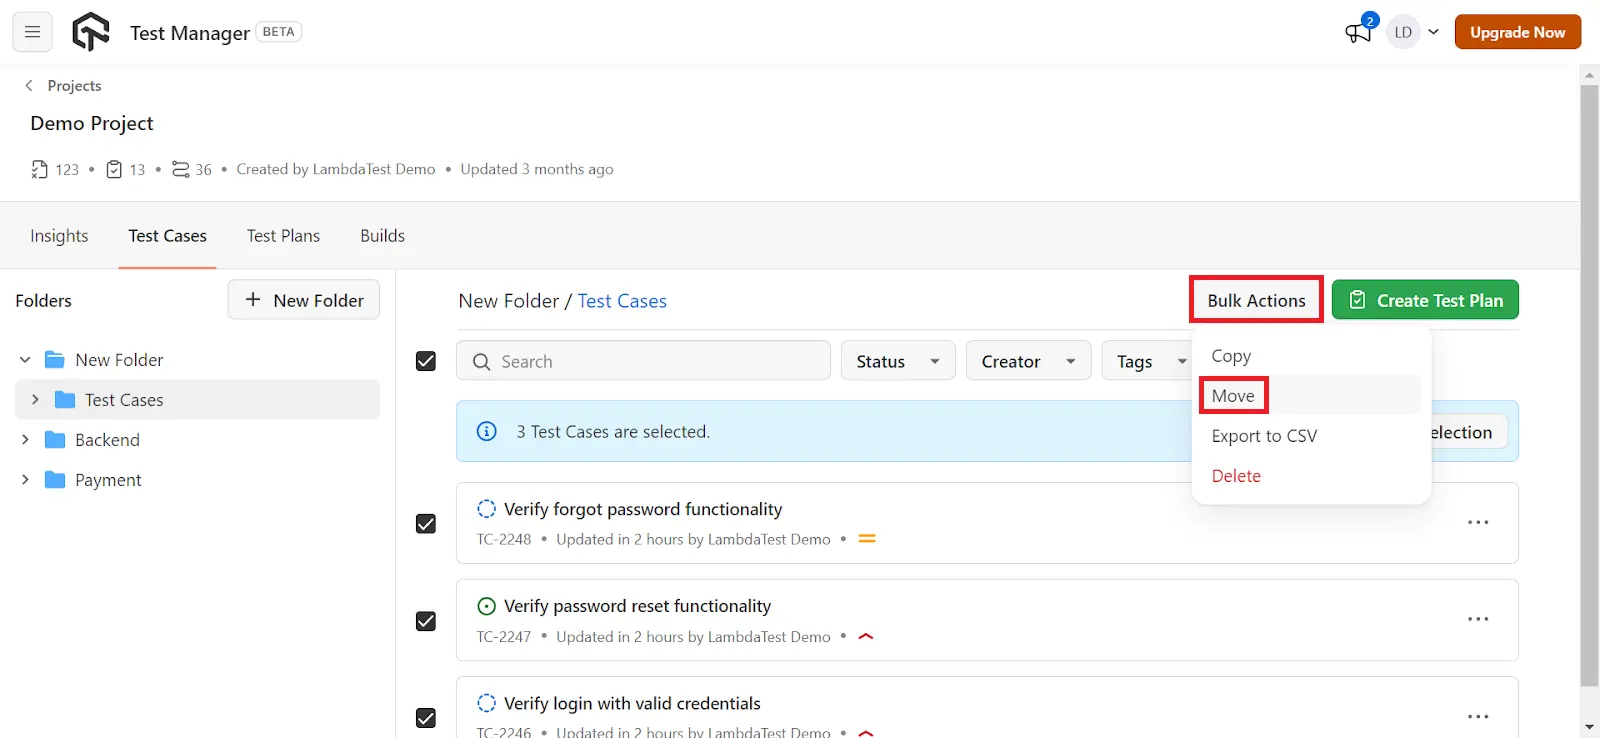 Test Manager BETA
2
LD
Upgrade Now
Projects
Demo Project
123 • 13 • 36 • Created by LambdaTest Demo • Updated 3 months ago
Insights
Test Cases
Test Plans
Builds
Folders
+ New Folder
New Folder
Test Cases
Backend
Payment
New Folder / Test Cases
Bulk Actions
Create Test Plan
Search
Status
Creator
Tags
Copy
Move
Export to CSV
Delete
3 Test Cases are selected.
election
Verify forgot password functionality
TC-2248 • Updated in 2 hours by LambdaTest Demo •
Verify password reset functionality
TC-2247 • Updated in 2 hours by LambdaTest Demo •
Verify login with valid credentials
TC-2246 • Updated in 2 hours by LambdaTest Demo •